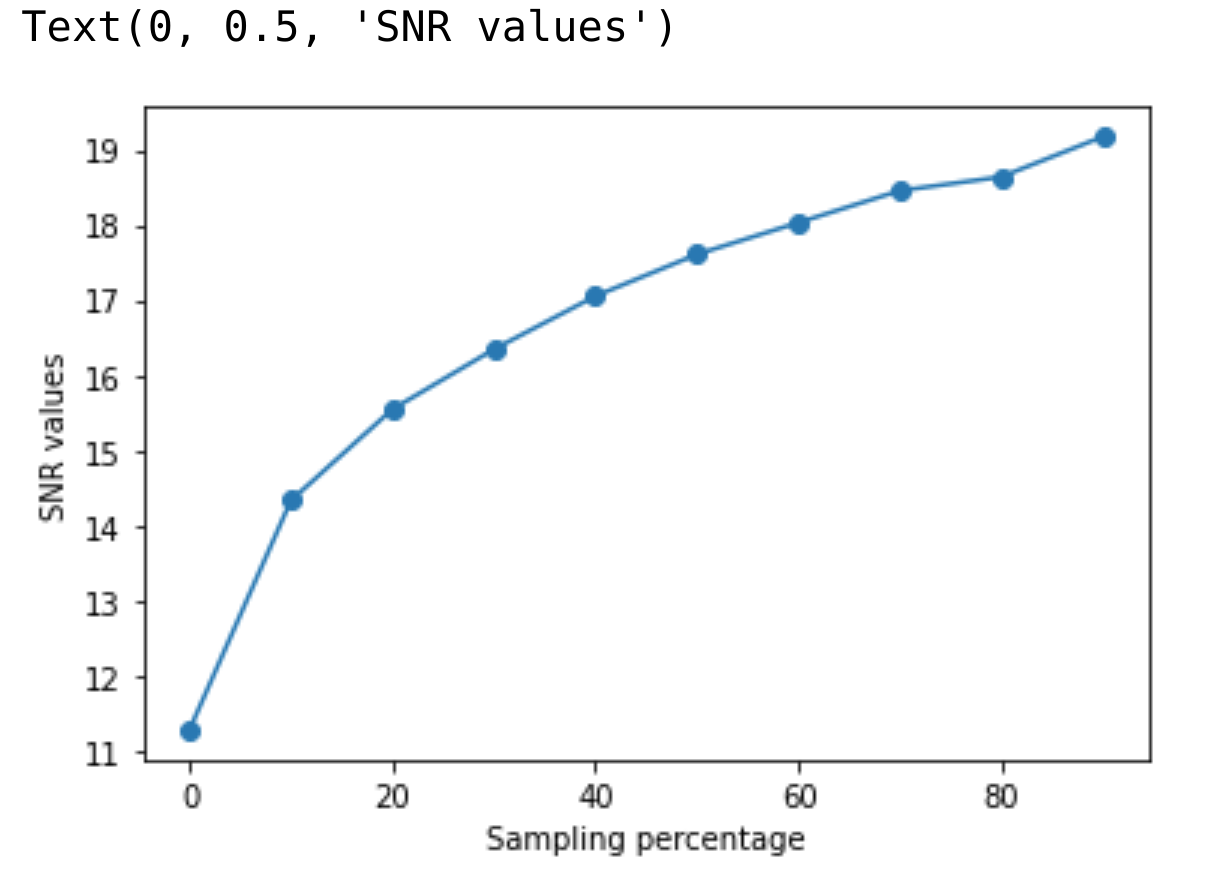 Text(0, 0.5, 'SNR values')
19
18
17
16
15
14
13
12
11
SNR values
0 20 40 60 80
Sampling percentage